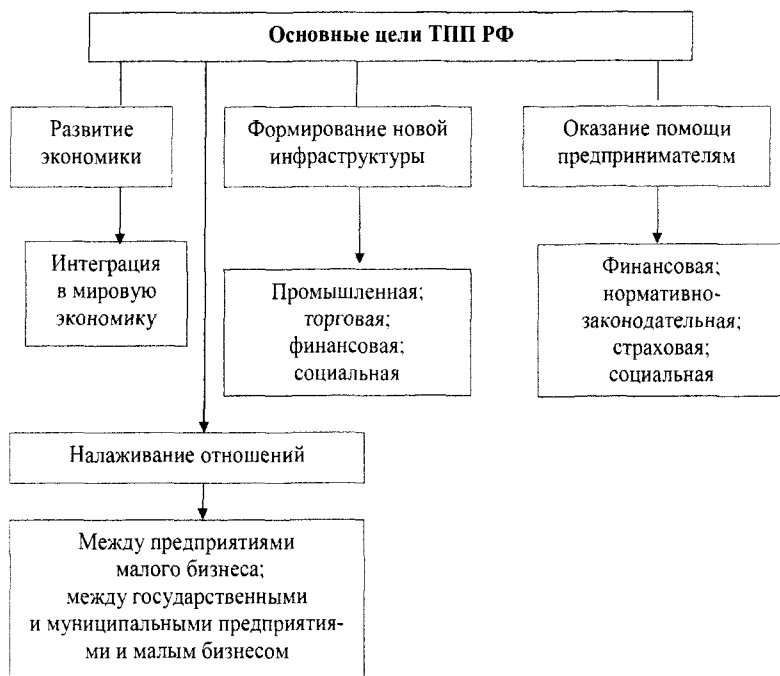 Основные цели ТПП РФ
Развитие
экономики
Формирование новой
инфраструктуры
Оказание помощи
предпринимателям
Интеграция
в мировую
экономику
Промышленная;
торговая;
финансовая;
социальная
Финансовая;
нормативно-
законодательная;
страховая;
социальная
Налаживание отношений
Между предприятиями
малого бизнеса;
между государственными
и муниципальными предприятия-
ми и малым бизнесом